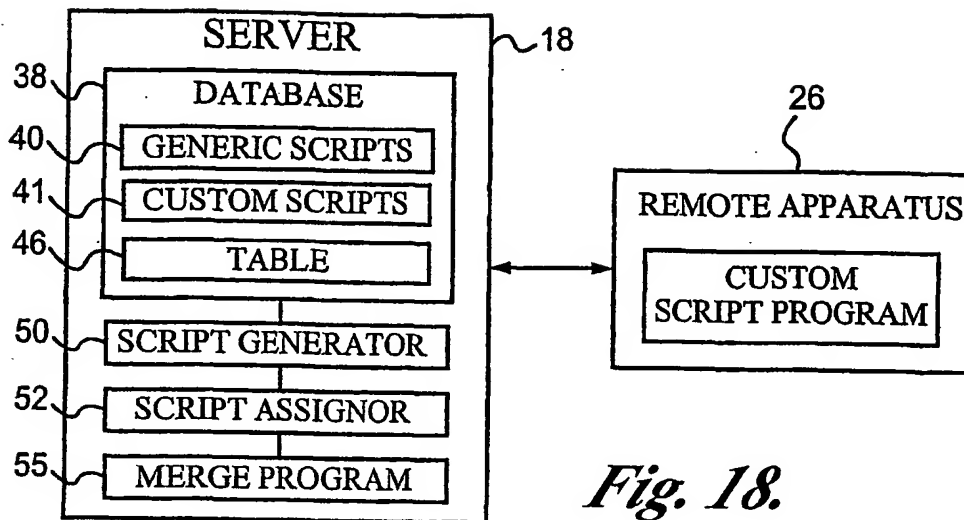 SERVER
18
38
DATABASE
40
GENERIC SCRIPTS
41
CUSTOM SCRIPTS
46
TABLE
50
SCRIPT GENERATOR
52
SCRIPT ASSIGNOR
55
MERGE PROGRAM
26
REMOTE APPARATUS
CUSTOM
SCRIPT PROGRAM
Fig. 18.